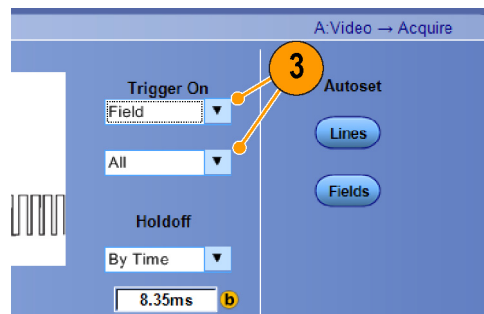 A:Video → Acquire
3
Trigger On
Field
All
Holdoff
By Time
8.35ms b
Autoset
Lines
Fields